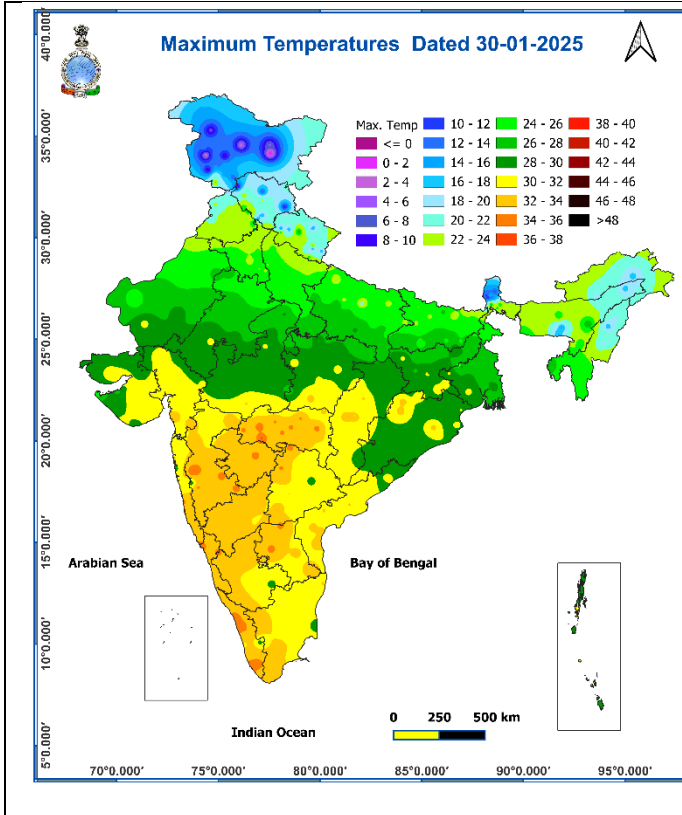 Maximum Temperatures Dated 30-01-2025
Max. Temp
<= 0
0 - 2
2 - 4
4 - 6
6 - 8
8 - 10
10 - 12
12 - 14
14 - 16
16 - 18
18 - 20
20 - 22
22 - 24
24 - 26
26 - 28
28 - 30
30 - 32
32 - 34
34 - 36
36 - 38
38 - 40
40 - 42
42 - 44
44 - 46
46 - 48
>48
Arabian Sea
Bay of Bengal
Indian Ocean
0 250 500 km
40°0.000'
35°0.000'
30°0.000'
25°0.000'
20°0.000'
15°0.000'
10°0.000'
5°0.000'
70°0.000' 75°0.000' 80°0.000' 85°0.000' 90°0.000' 95°0.000'